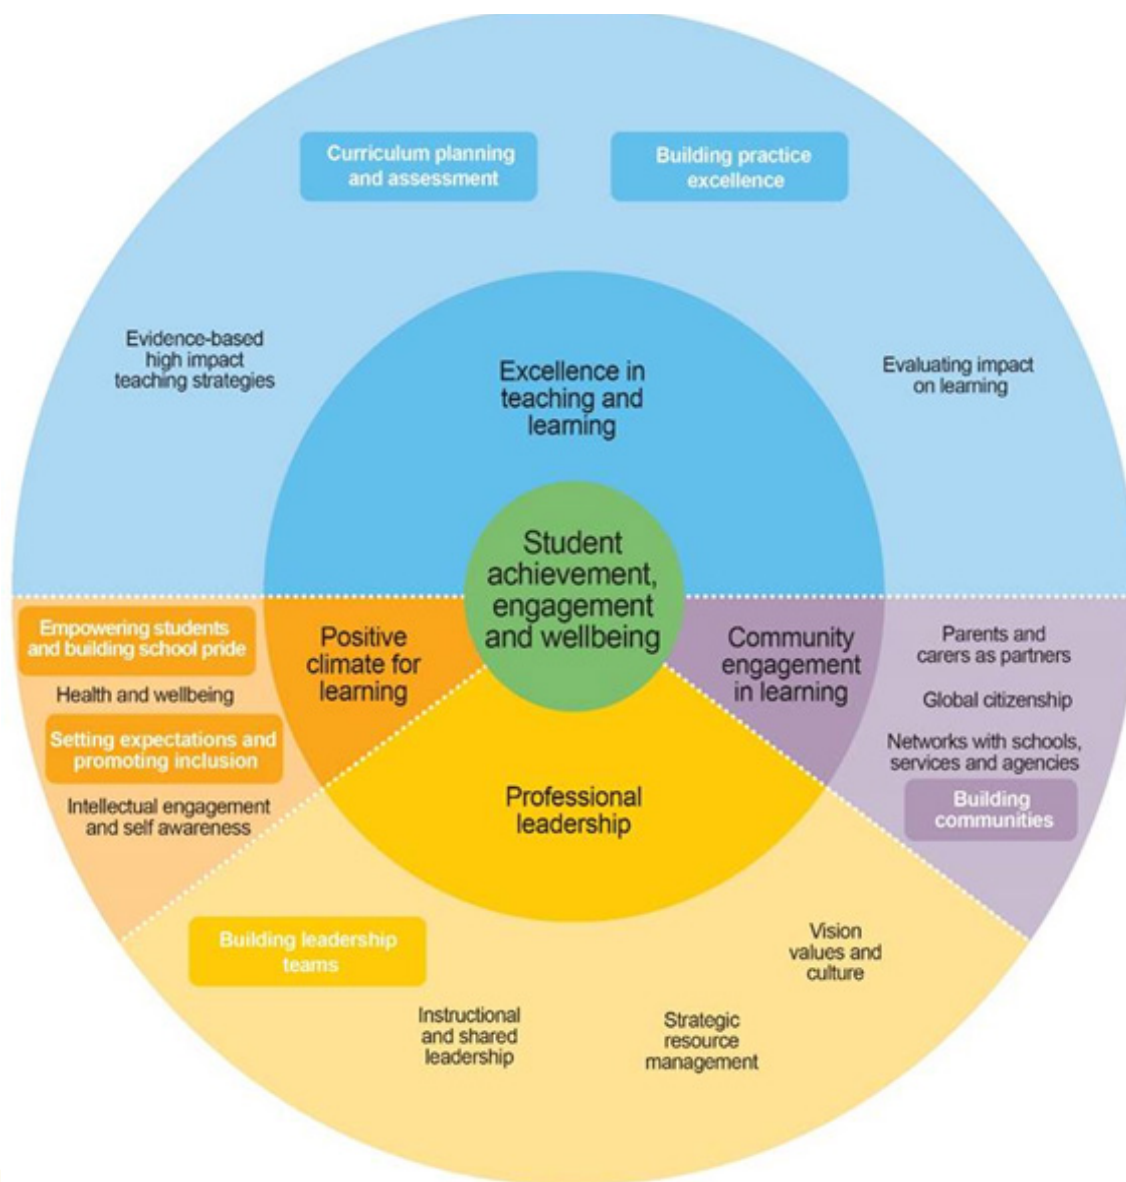 Curriculum planning
and assessment
Building practice
excellence
Evidence-based
high impact
teaching strategies
Excellence in
teaching and
learning
Evaluating impact
on learning
Student
achievement,
engagement
and wellbeing
Empowering students
and building school pride
Health and wellbeing
Setting expectations and
promoting inclusion
Intellectual engagement
and self awareness
Positive
climate for
learning
Community
engagement
in learning
Parents and
carers as partners
Global citizenship
Networks with schools,
services and agencies
Building
communities
Professional
leadership
Building leadership
teams
Instructional
and shared
leadership
Strategic
resource
management
Vision
values and
culture